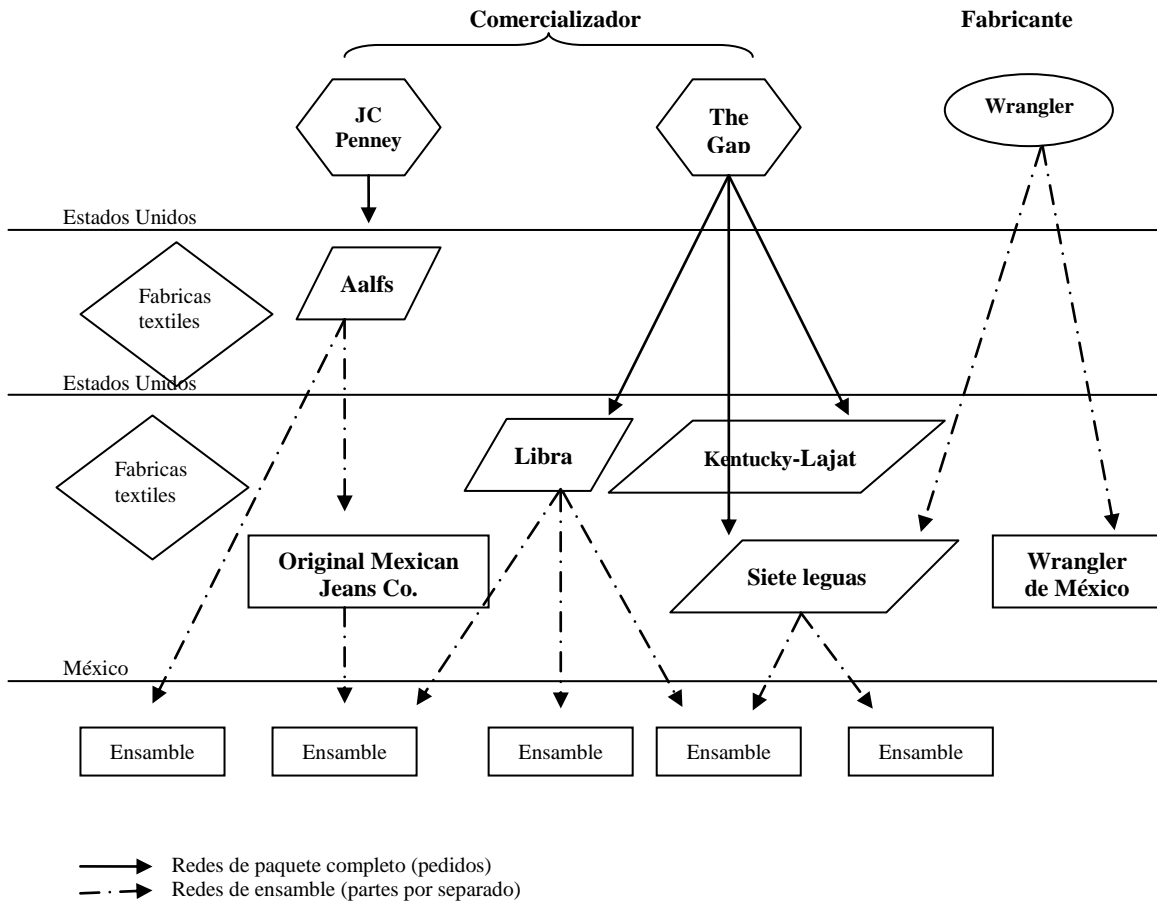 Comercializador
Fabricante
JC
Penney
The
Gap
Wrangler
Estados Unidos
Fabricas
textiles
Aalfs
Estados Unidos
Fabricas
textiles
Libra
Kentucky-Lajat
Original Mexican
Jeans Co.
Siete leguas
Wrangler
de México
México
Ensamble
Ensamble
Ensamble
Ensamble
Ensamble
Redes de paquete completo (pedidos)
Redes de ensamble (partes por separado)